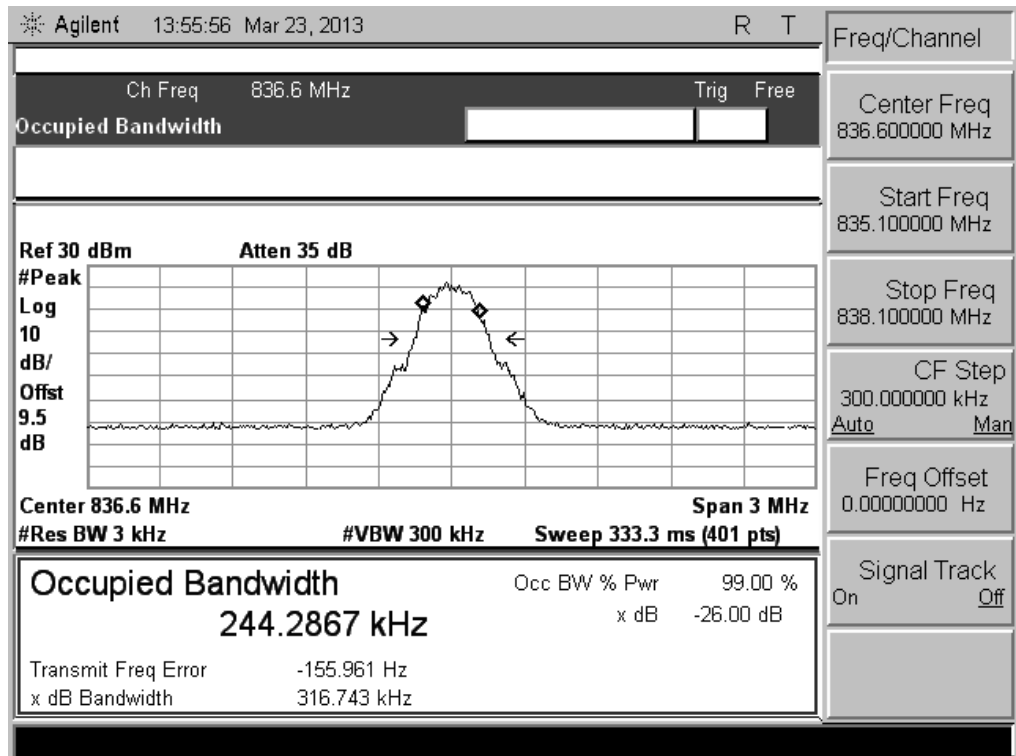 Agilent 13:55:56 Mar 23, 2013 R T
Ch Freq 836.6 MHz Trig Free
Occupied Bandwidth
Ref 30 dBm Atten 35 dB
#Peak
Log
10
dB/
Offst
9.5
dB
Center 836.6 MHz Span 3 MHz
#Res BW 3 kHz #VBW 300 kHz Sweep 333.3 ms (401 pts)
Occupied Bandwidth
244.2867 kHz
Occ BW % Pwr 99.00 %
x dB -26.00 dB
Transmit Freq Error -155.961 Hz
x dB Bandwidth 316.743 kHz
Freq/Channel
Center Freq
836.600000 MHz
Start Freq
835.100000 MHz
Stop Freq
838.100000 MHz
CF Step
300.000000 kHz
Auto Man
Freq Offset
0.00000000 Hz
Signal Track
On Off